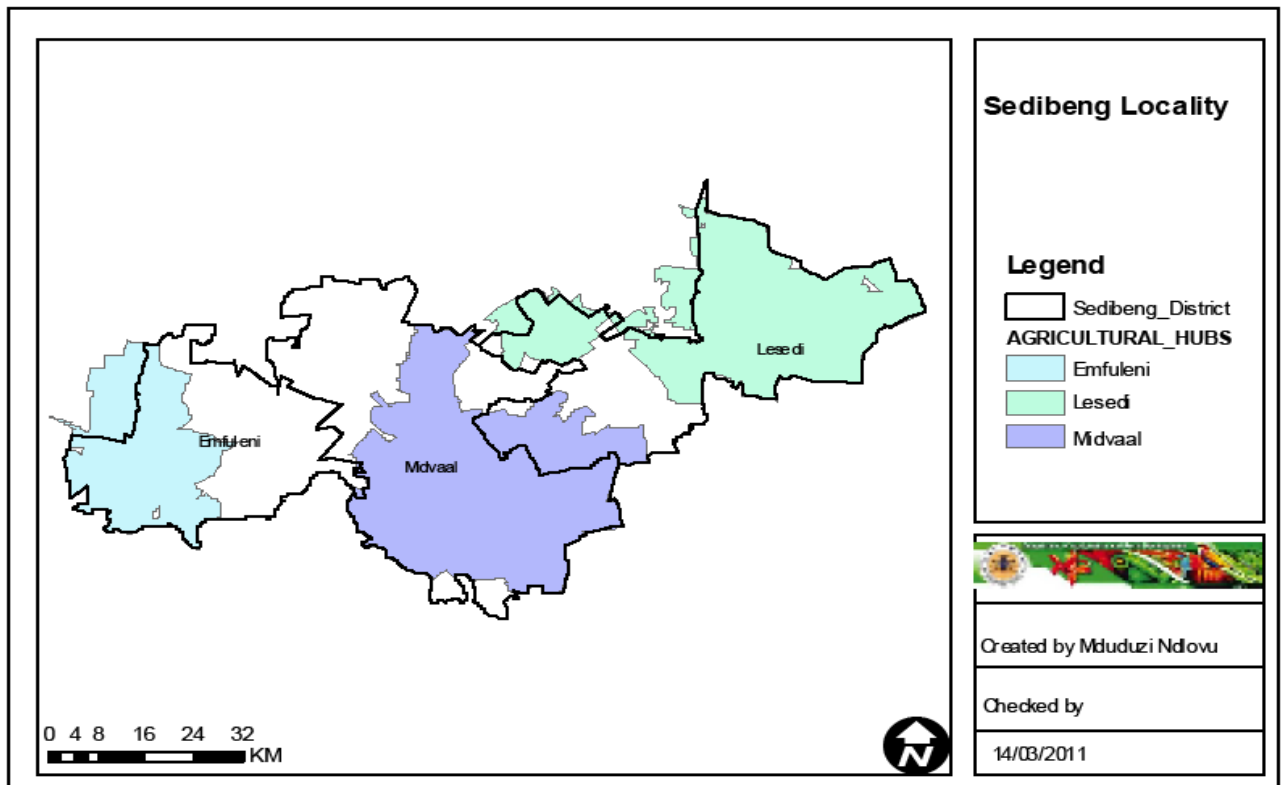 Sedibeng Locality
Legend
Sedibeng_District
AGRICULTURAL_HUBS
Emfuleni
Lesedi
Midvaal
Emfuleni
Mdvaal
Lesedi
0 4 8 16 24 32
KM
N
Created by Mduduzi Ndlovu
Checked by
14/03/2011